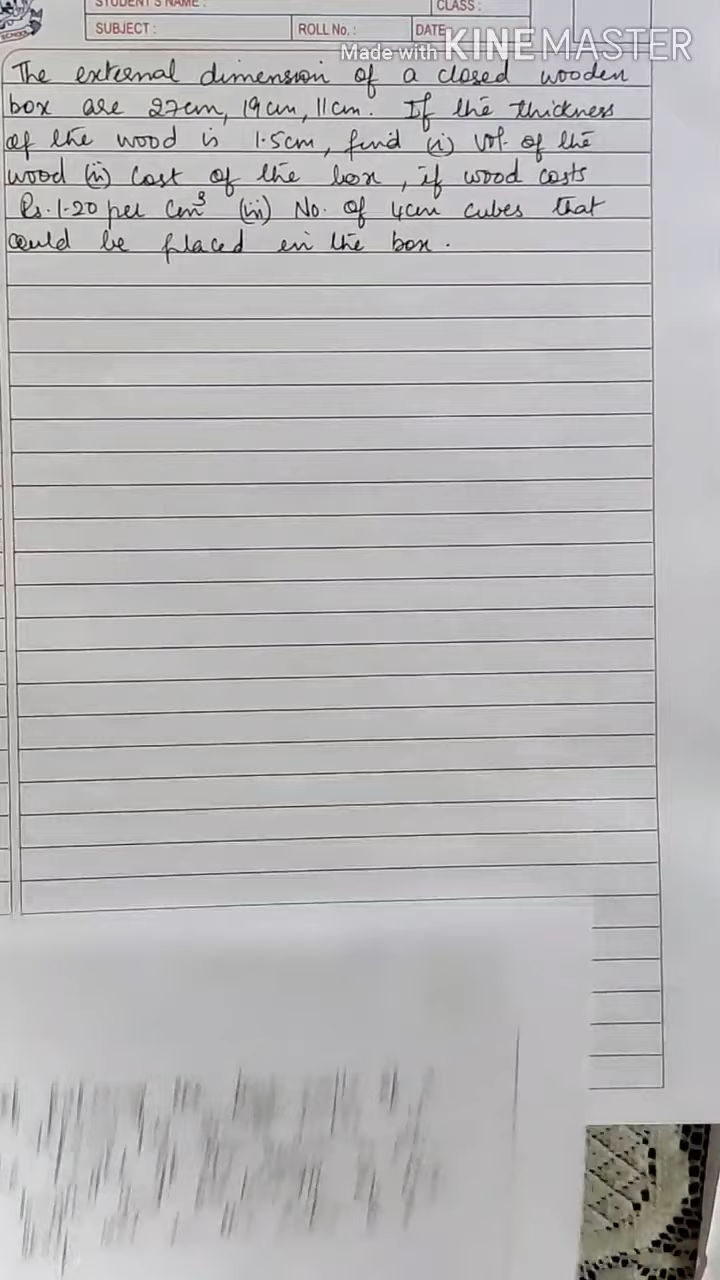 STUDENT'S NAME :
CLASS :
SCHOOL
SUBJECT :
ROLL No. :
DATE
Made with KINEMASTER
The external dimension of a closed wooden
box are 27cm, 19cm, 11cm. If the thickness
of the wood is 1.5cm, find (i) Vol. of the
wood (ii) Cost of the box, if wood costs
Rs. 1.20 per cm³ (iii) No. of 4cm cubes that
could be placed in the box.